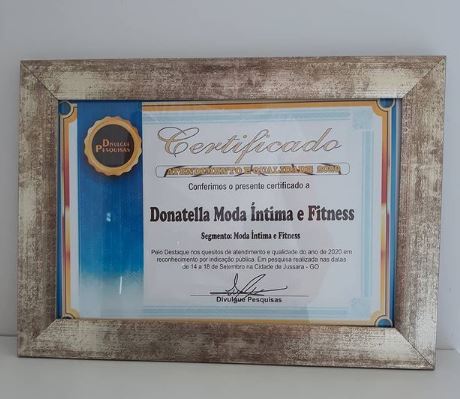 DIVULGUE
PESQUISAS
Certificado
ATENDIMENTO E QUALIDADE
Conferimos o presente certificado a
Donatella Moda Íntima e Fitness
Segmento: Moda Íntima e Fitness
Pelo Destaque nos quesitos de atendimento e qualidade do ano de 2020 em
reconhecimento por indicação pública. Em pesquisa realizada nas datas
de 14 a 18 de Setembro na Cidade de Jussara - GO
Divulgue Pesquisas